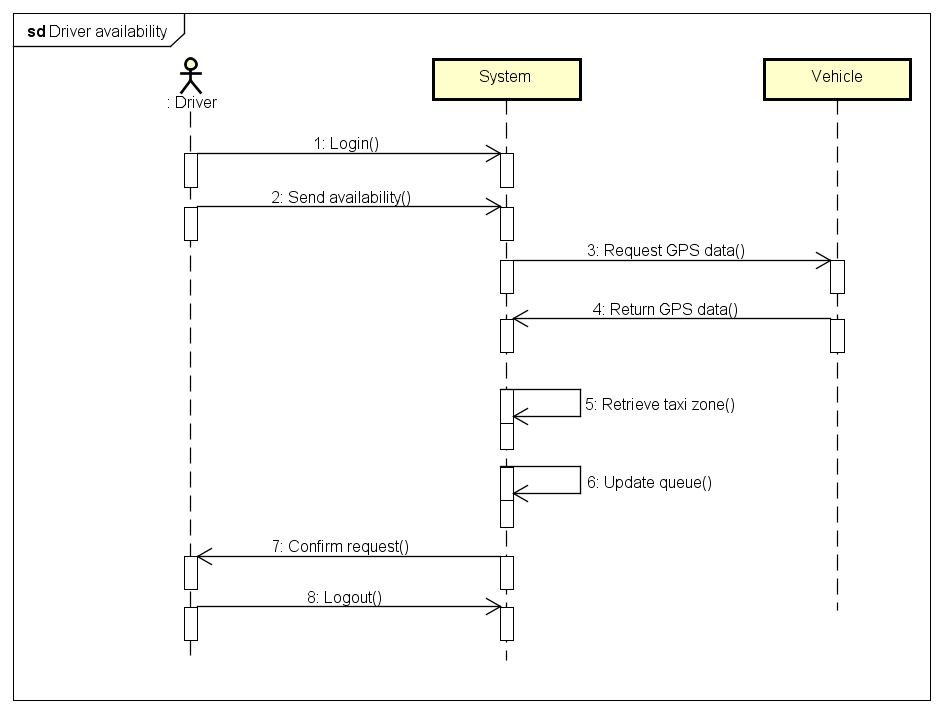 sd Driver availability
: Driver
System
Vehicle
1: Login()
2: Send availability()
3: Request GPS data()
4: Return GPS data()
5: Retrieve taxi zone()
6: Update queue()
7: Confirm request()
8: Logout()